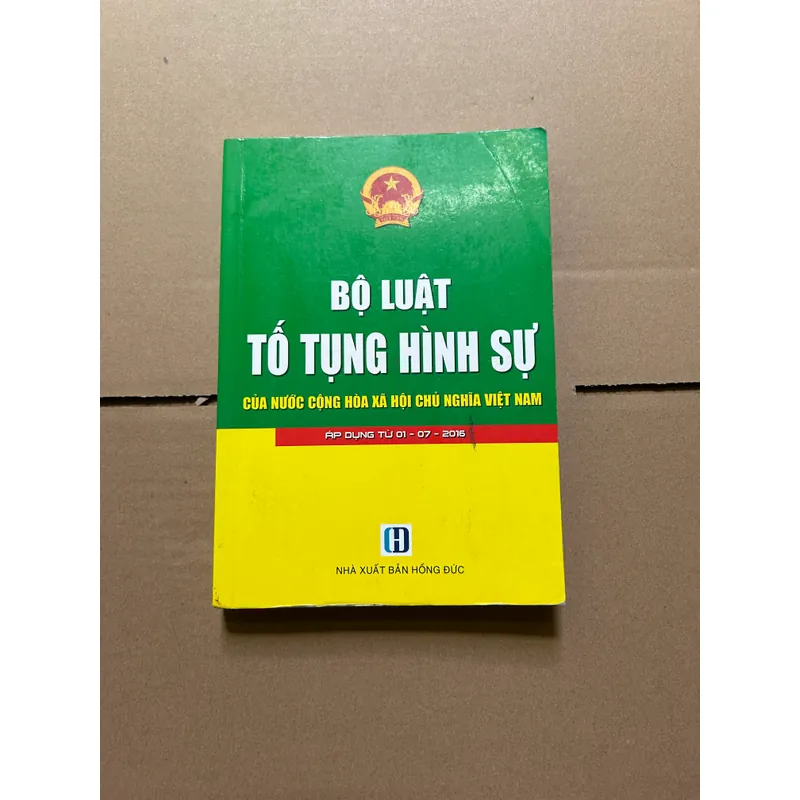 BỘ LUẬT
TỐ TỤNG HÌNH SỰ
CỦA NƯỚC CỘNG HÒA XÃ HỘI CHỦ NGHĨA VIỆT NAM
ÁP DỤNG TỪ 01 - 07 - 2016
NHÀ XUẤT BẢN HỒNG ĐỨC